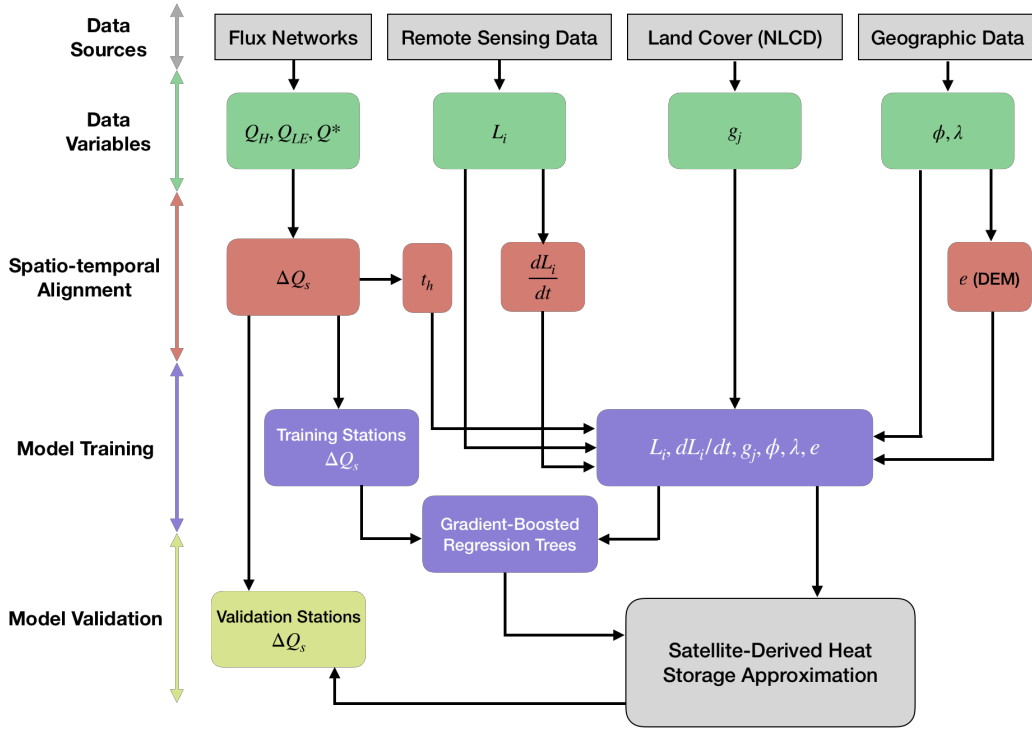 Data
Sources
Flux Networks
Remote Sensing Data
Land Cover (NLCD)
Geographic Data
Data
Variables
Q_H, Q_{LE}, Q*
L_i
g_j
ϕ, λ
Spatio-temporal
Alignment
ΔQ_s
t_h
dL_i
dt
e (DEM)
Model Training
Training Stations
ΔQ_s
L_i, dL_i/dt, g_j, ϕ, λ, e
Gradient-Boosted
Regression Trees
Model Validation
Validation Stations
ΔQ_s
Satellite-Derived Heat
Storage Approximation